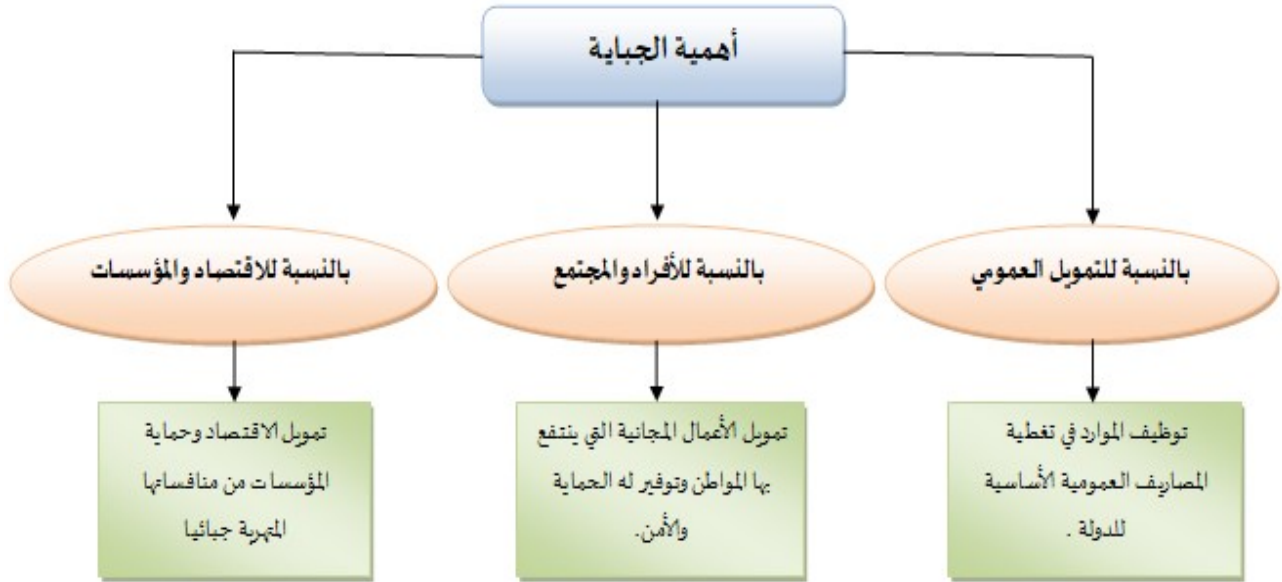 أهمية الجباية
بالنسبة للتمويل العمومي
بالنسبة للأفراد والمجتمع
بالنسبة للاقتصاد والمؤسسات
توظيف الموارد في تغطية
المصاريف العمومية الأساسية
للدولة .
تمويل الأعمال المجانية التي ينتفع
بها المواطن وتوفير له الحماية
والأمن.
تمويل الاقتصاد وحماية
المؤسسات من منافساتها
المتهربة جبائيا